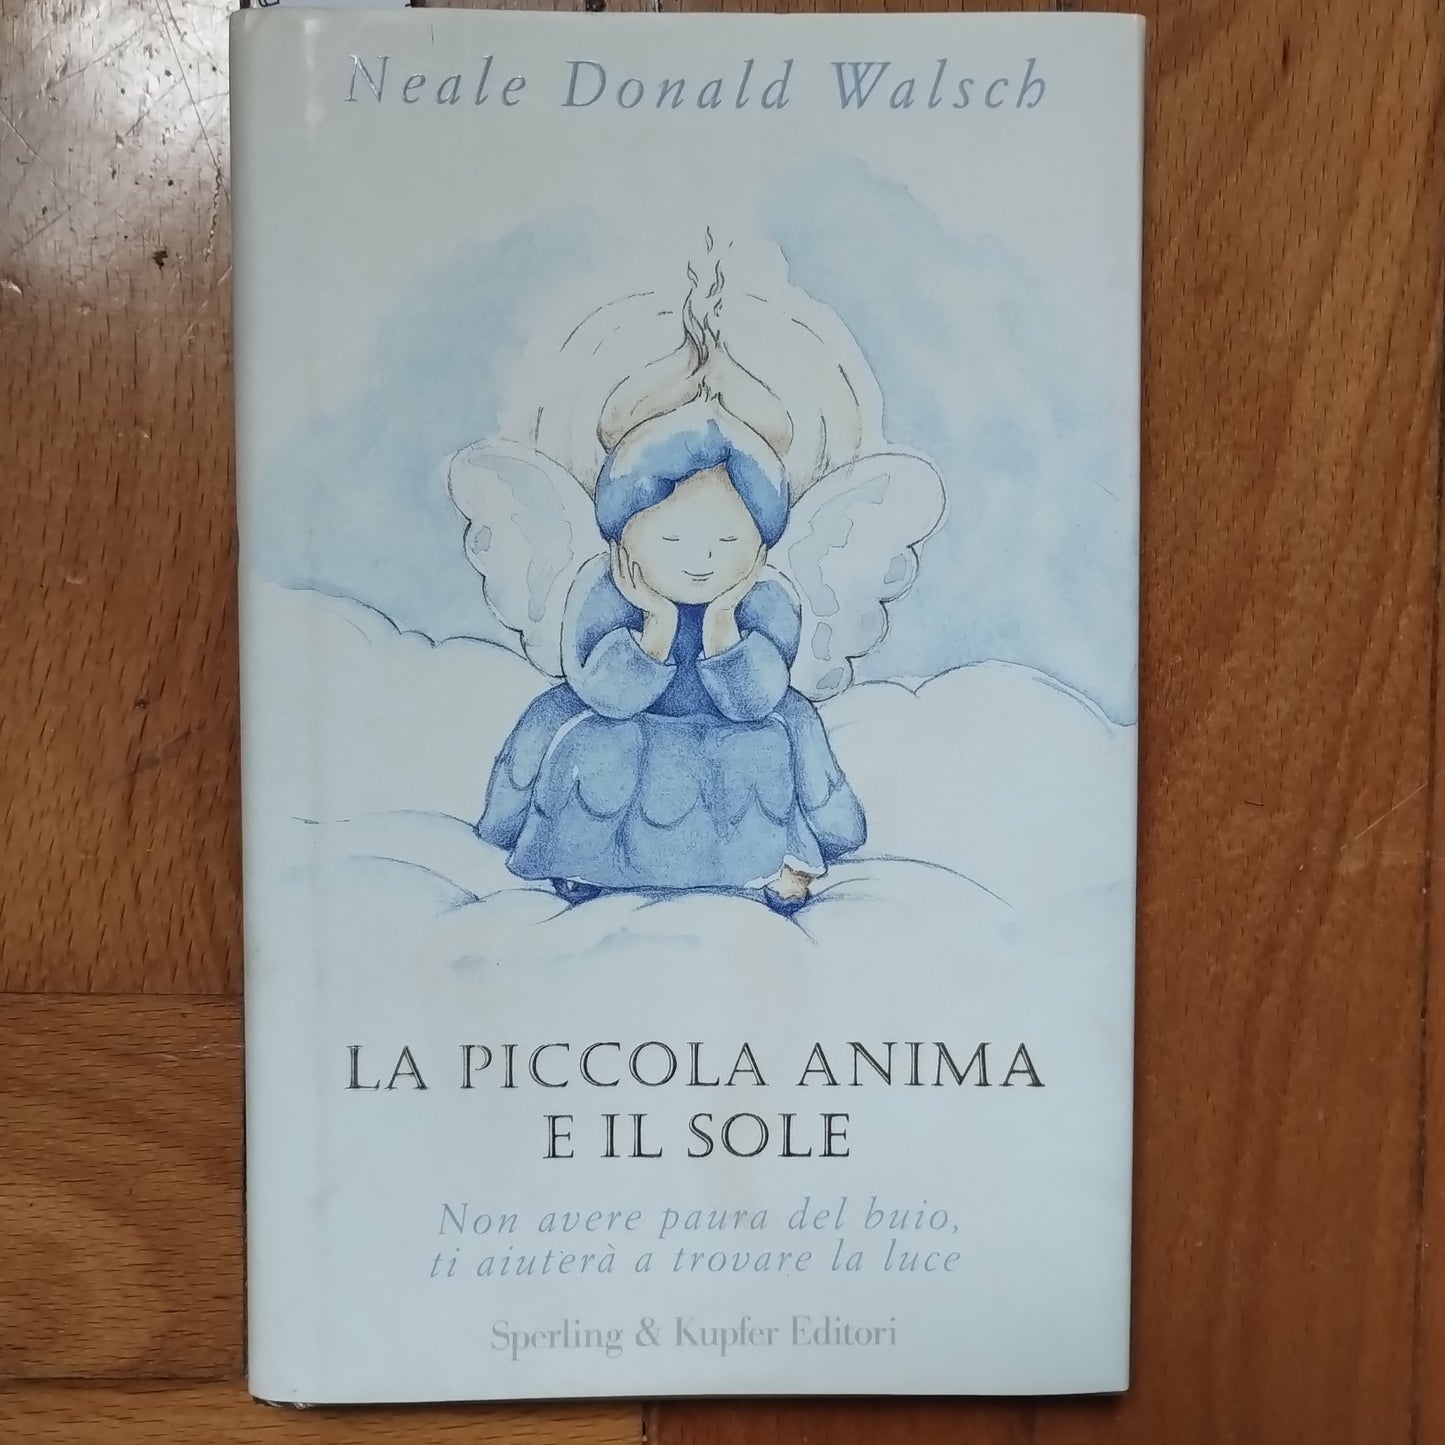 Neale Donald Walsch
LA PICCOLA ANIMA
E IL SOLE
Non avere paura del buio,
ti aiuterà a trovare la luce
Sperling & Kupfer Editori